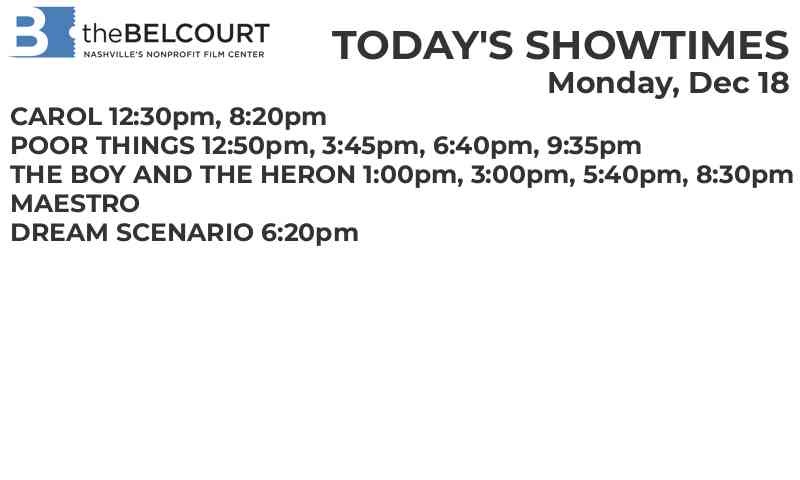 B theBELCOURT
NASHVILLE'S NONPROFIT FILM CENTER
TODAY'S SHOWTIMES
Monday, Dec 18
CAROL 12:30pm, 8:20pm
POOR THINGS 12:50pm, 3:45pm, 6:40pm, 9:35pm
THE BOY AND THE HERON 1:00pm, 3:00pm, 5:40pm, 8:30pm
MAESTRO
DREAM SCENARIO 6:20pm